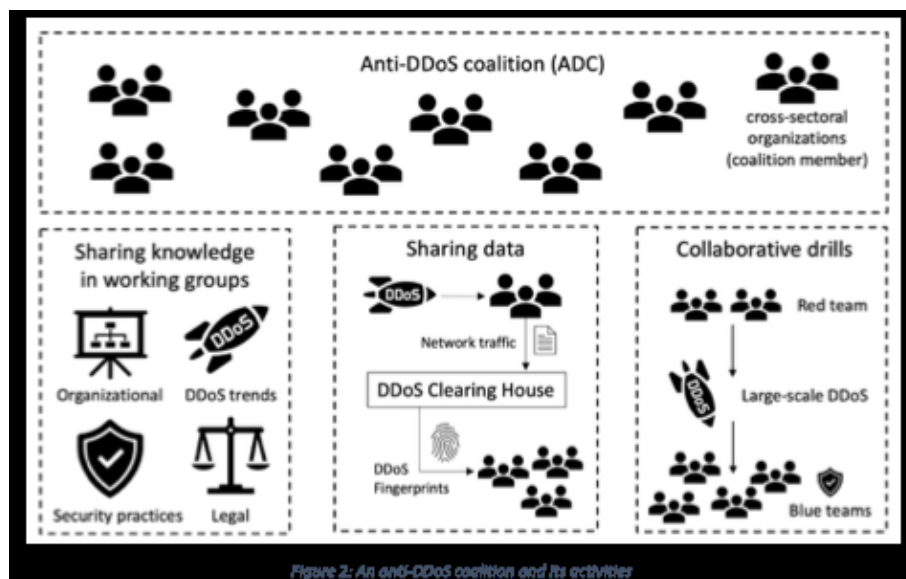 Anti-DDoS coalition (ADC)
cross-sectoral
organizations
(coalition member)
Sharing knowledge
in working groups
DDoS
Organizational
DDoS trends
Security practices
Legal
Sharing data
DDoS
Network traffic
DDoS Clearing House
DDoS
Fingerprints
Collaborative drills
Red team
DDoS
Large-scale DDoS
Blue teams
Figure 2: An anti-DDoS coalition and its activities